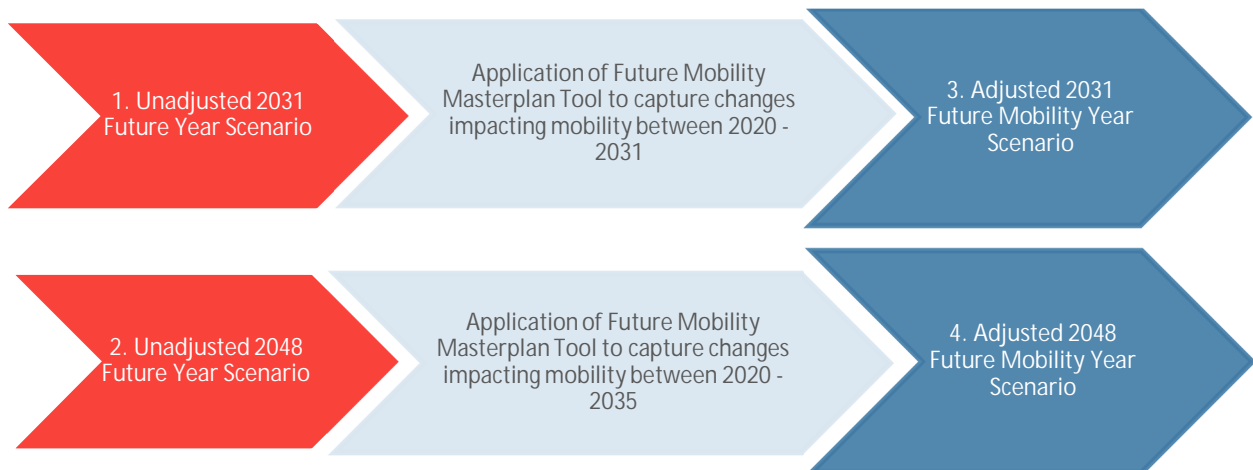 1. Unadjusted 2031
Future Year Scenario
Application of Future Mobility
Masterplan Tool to capture changes
impacting mobility between 2020 -
2031
3. Adjusted 2031
Future Mobility Year
Scenario
2. Unadjusted 2048
Future Year Scenario
Application of Future Mobility
Masterplan Tool to capture changes
impacting mobility between 2020 -
2035
4. Adjusted 2048
Future Mobility Year
Scenario